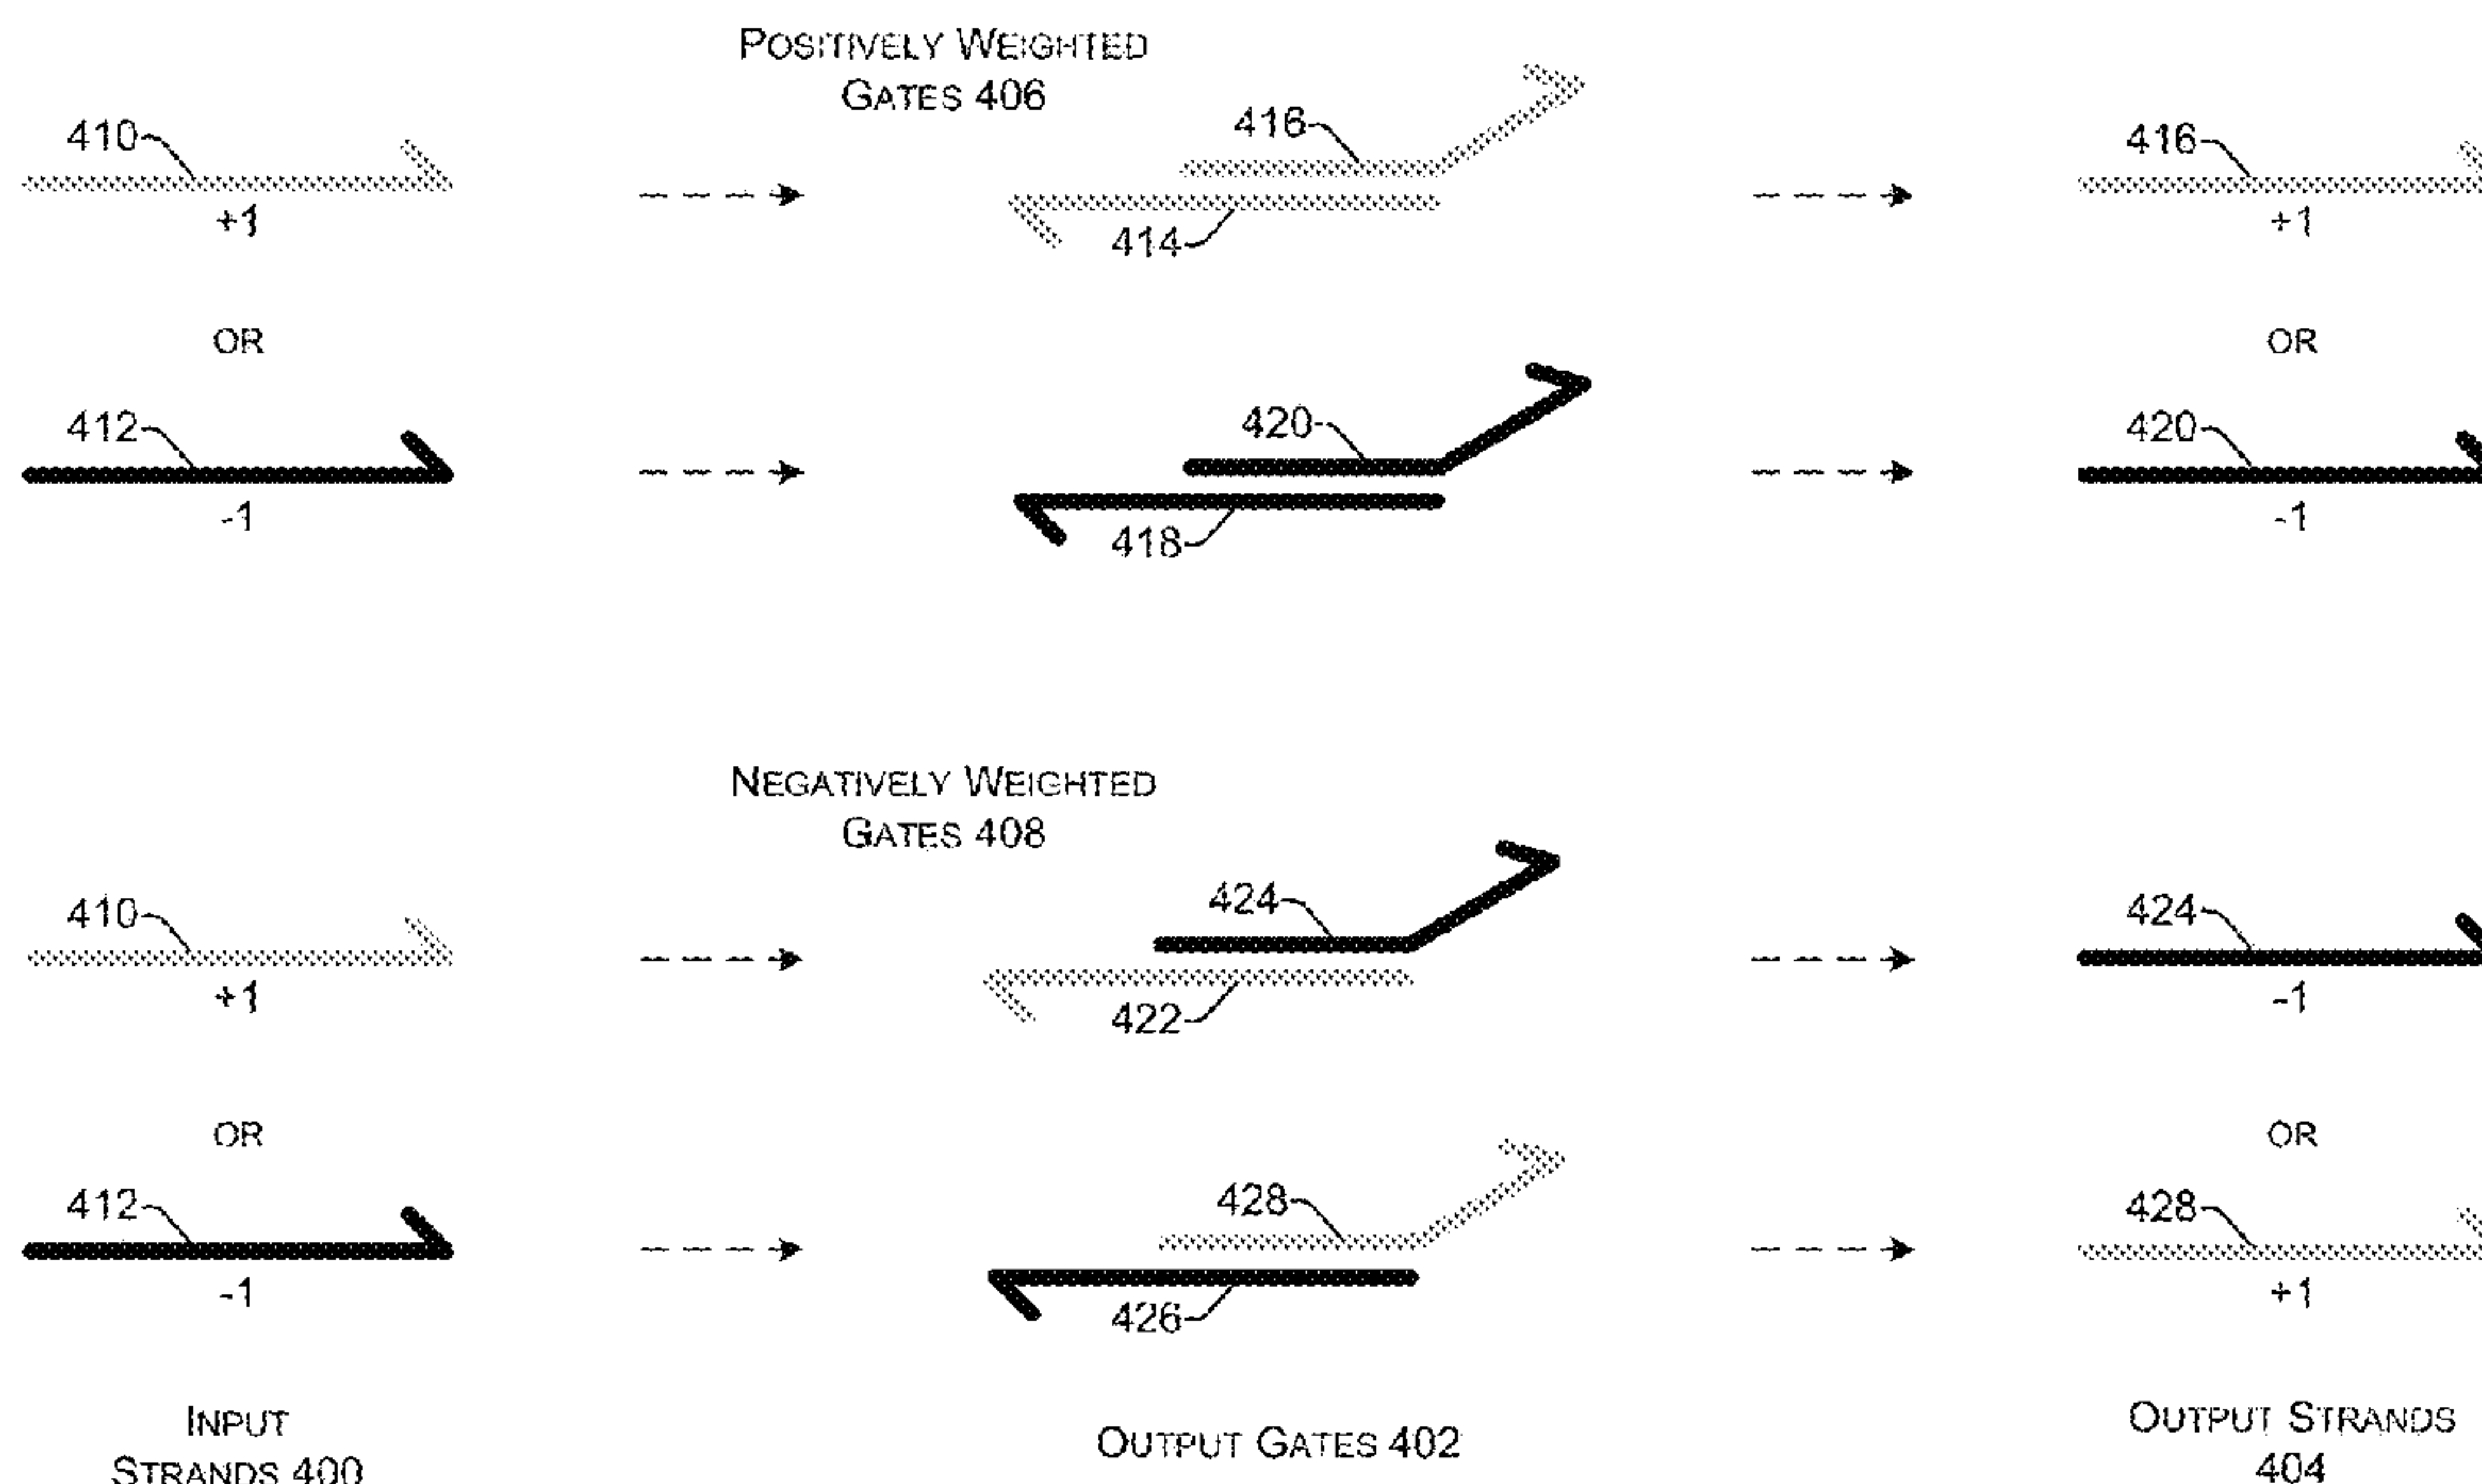 POSITIVELY WEIGHTED
GATES 406
410
416
416
+1
414
+1
OR
OR
412
420
420
-1
418
-1
NEGATIVELY WEIGHTED
GATES 408
410
424
424
+1
422
-1
OR
OR
412
428
428
-1
426
+1
INPUT
STRANDS 400
OUTPUT GATES 402
OUTPUT STRANDS
404